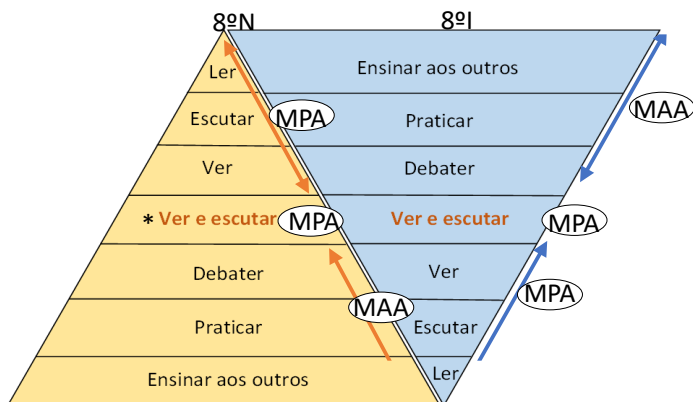 8ºN
8ºI
Ler
Escutar
Ver
* Ver e escutar
Debater
Praticar
Ensinar aos outros
MPA
MPA
MAA
Ensinar aos outros
Praticar
Debater
Ver e escutar
Ver
Escutar
Ler
MAA
MPA
MPA